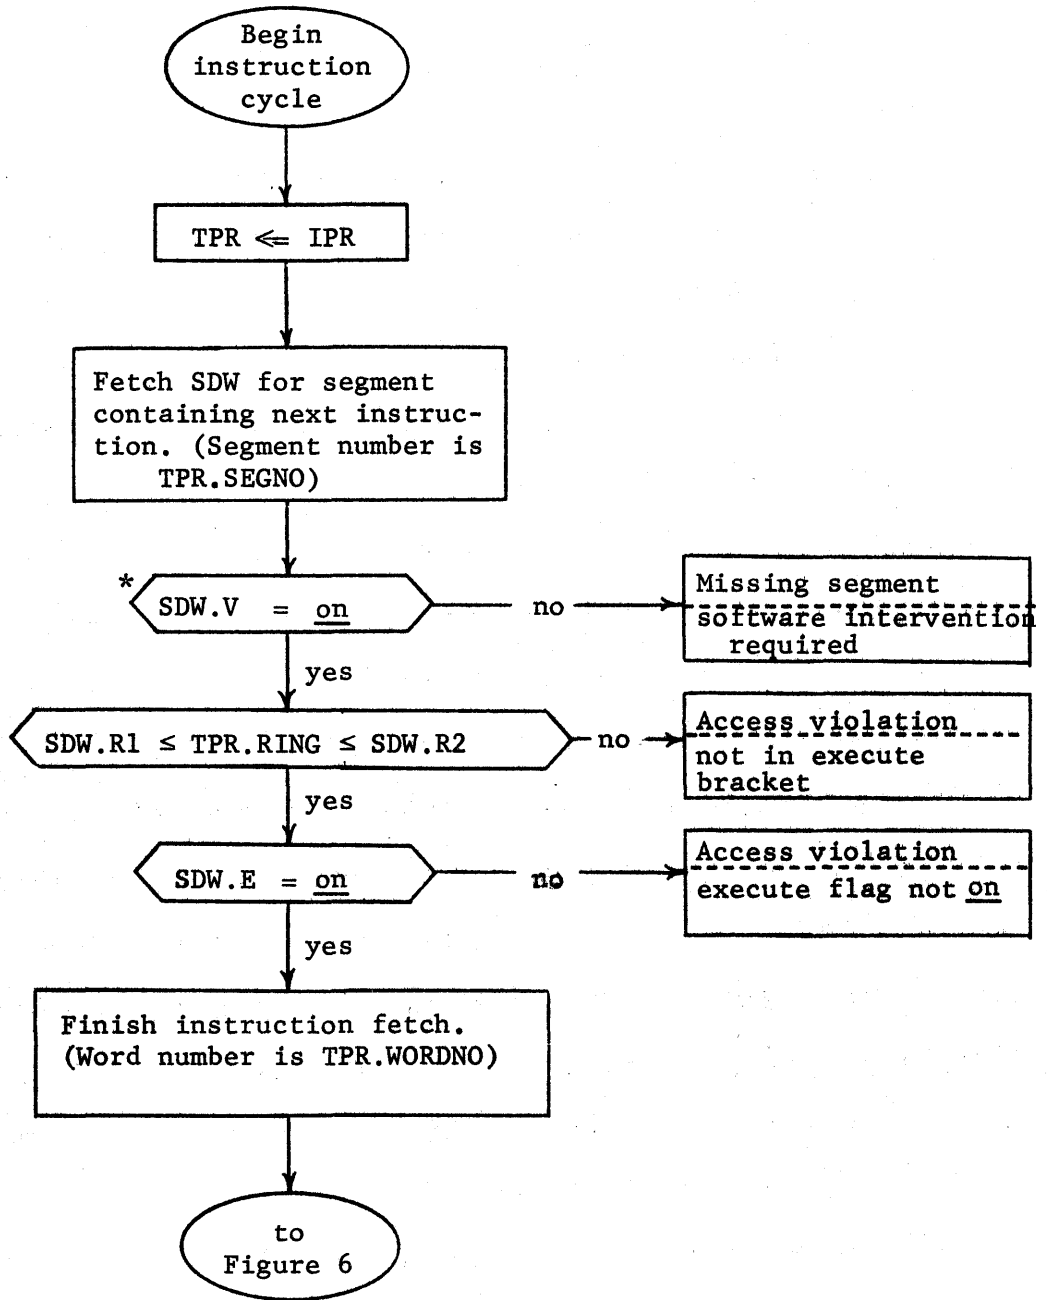 Begin
instruction
cycle
TPR <= IPR
Fetch SDW for segment
containing next instruc-
tion. (Segment number is
TPR.SEGNO)
*
SDW.V = on
no
Missing segment
software intervention
required
yes
SDW.R1 ≤ TPR.RING ≤ SDW.R2
no
Access violation
not in execute
bracket
yes
SDW.E = on
no
Access violation
execute flag not on
yes
Finish instruction fetch.
(Word number is TPR.WORDNO)
to
Figure 6